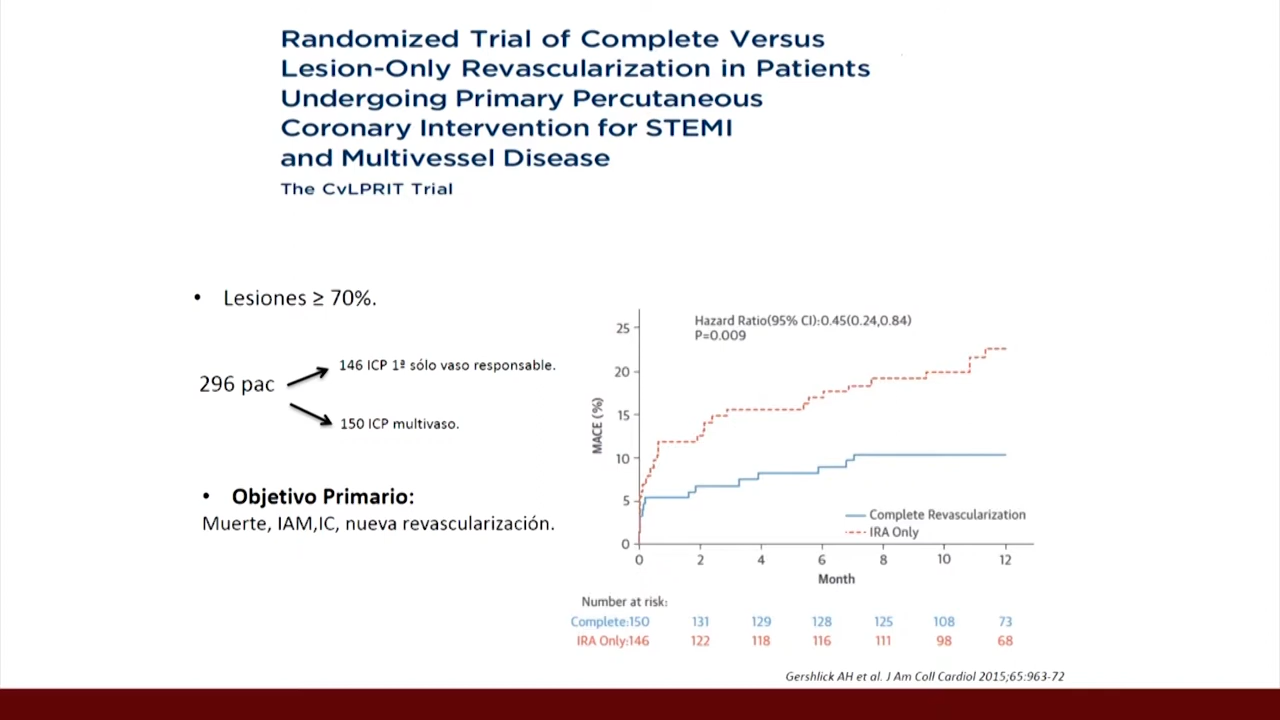 Randomized Trial of Complete Versus
Lesion-Only Revascularization in Patients
Undergoing Primary Percutaneous
Coronary Intervention for STEMI
and Multivessel Disease
The CvLPRIT Trial
• Lesiones ≥ 70%.
296 pac
146 ICP 1ª sólo vaso responsable.
150 ICP multivaso.
• Objetivo Primario:
Muerte, IAM,IC, nueva revascularización.
Hazard Ratio(95% CI):0.45(0.24,0.84)
P=0.009
MACE (%)
25
20
15
10
5
0
Complete Revascularization
IRA Only
0 2 4 6 8 10 12
Month
Number at risk:
Complete:150 131 129 128 125 108 73
IRA Only:146 122 118 116 111 98 68
Gershlick AH et al. J Am Coll Cardiol 2015;65:963-72